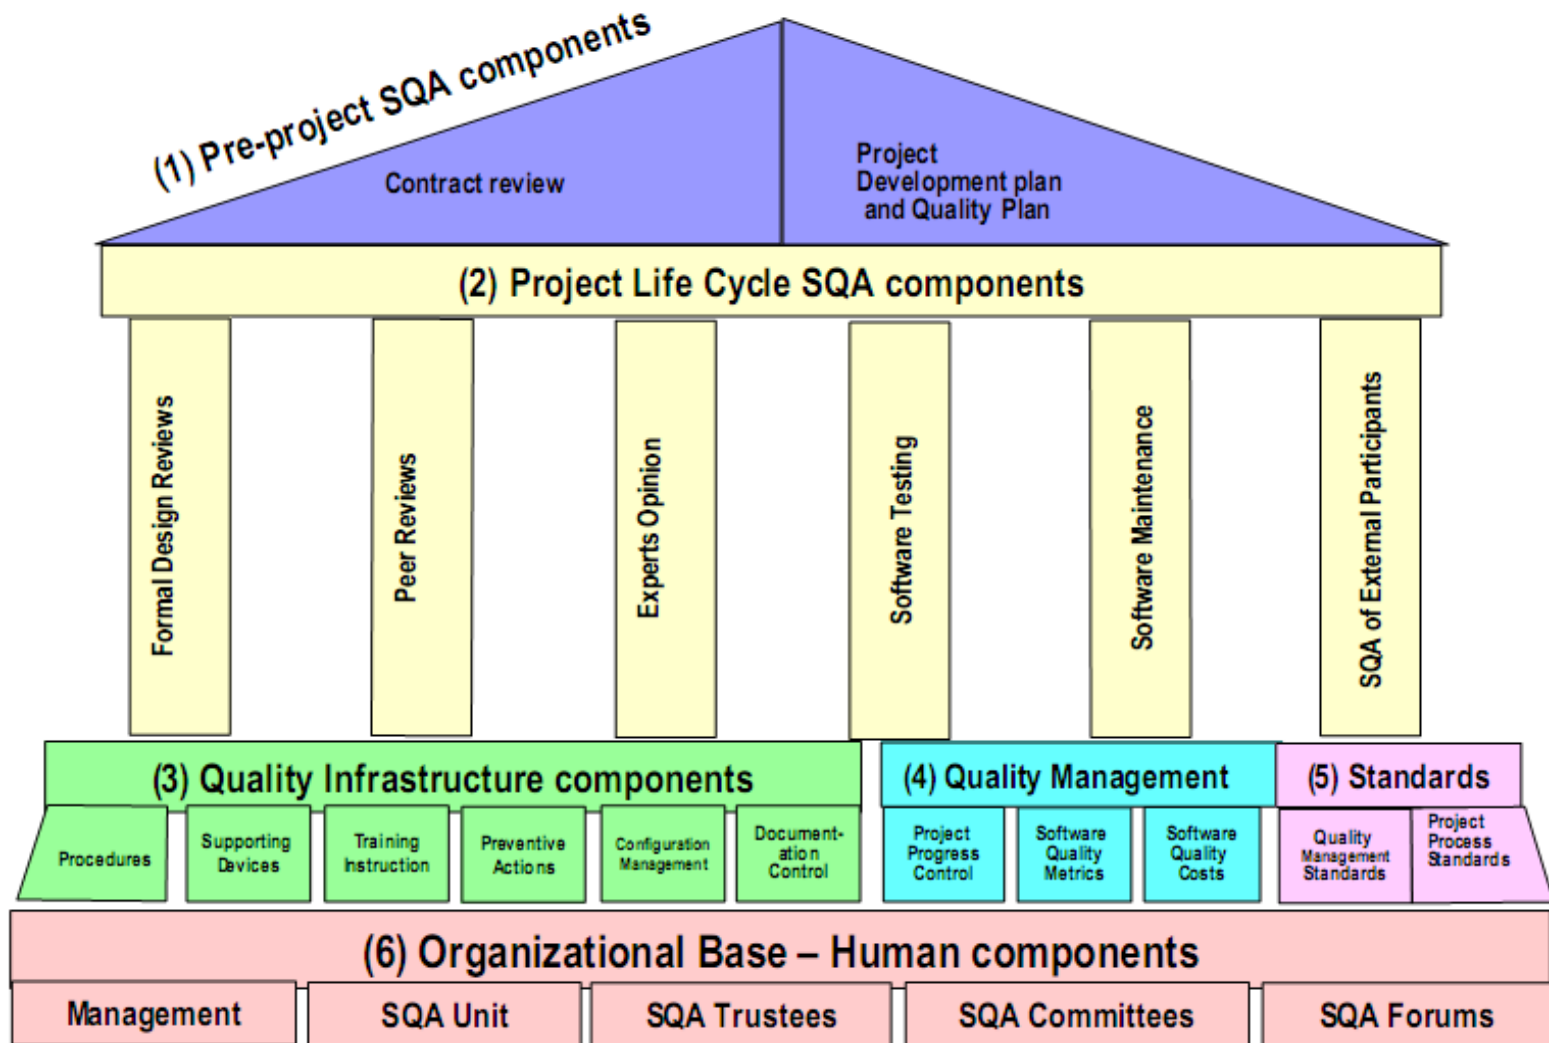 (1) Pre-project SQA components
Contract review
Project
Development plan
and Quality Plan
(2) Project Life Cycle SQA components
Formal Design Reviews
Peer Reviews
Experts Opinion
Software Testing
Software Maintenance
SQA of External Participants
(3) Quality Infrastructure components
Procedures
Supporting
Devices
Training
Instruction
Preventive
Actions
Configuration
Management
Document-
ation
Control
(4) Quality Management
Project
Progress
Control
Software
Quality
Metrics
Software
Quality
Costs
(5) Standards
Quality
Management
Standards
Project
Process
Standards
(6) Organizational Base – Human components
Management
SQA Unit
SQA Trustees
SQA Committees
SQA Forums